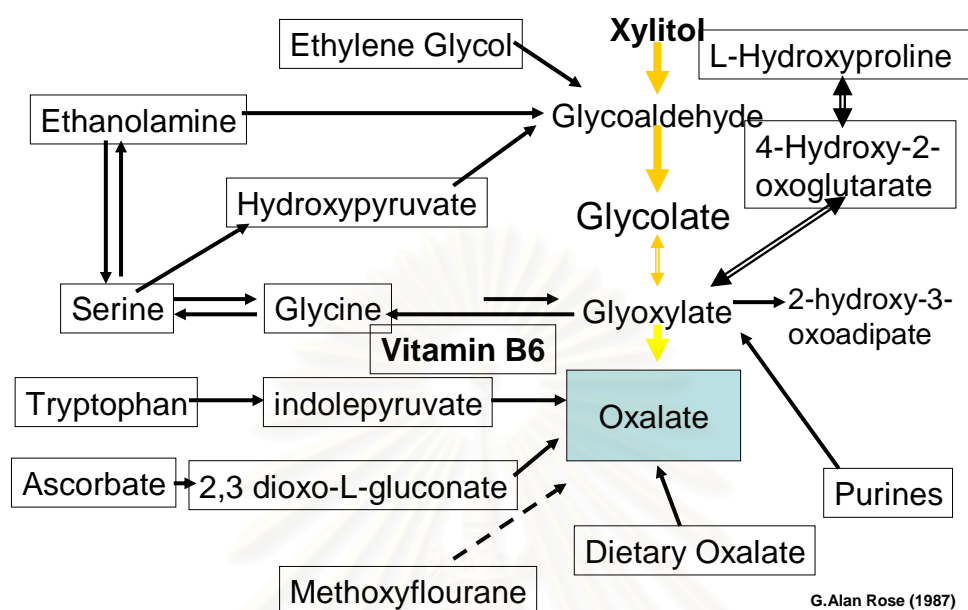 Ethylene Glycol
Xylitol
L-Hydroxyproline
Ethanolamine
Glycoaldehyde
4-Hydroxy-2-
oxoglutarate
Hydroxypyruvate
Glycolate
Serine
Glycine
Glyoxylate
2-hydroxy-3-
oxoadipate
Vitamin B6
Tryptophan
indolepyruvate
Oxalate
Ascorbate
2,3 dioxo-L-gluconate
Purines
Dietary Oxalate
Methoxyflourane
G.Alan Rose (1987)